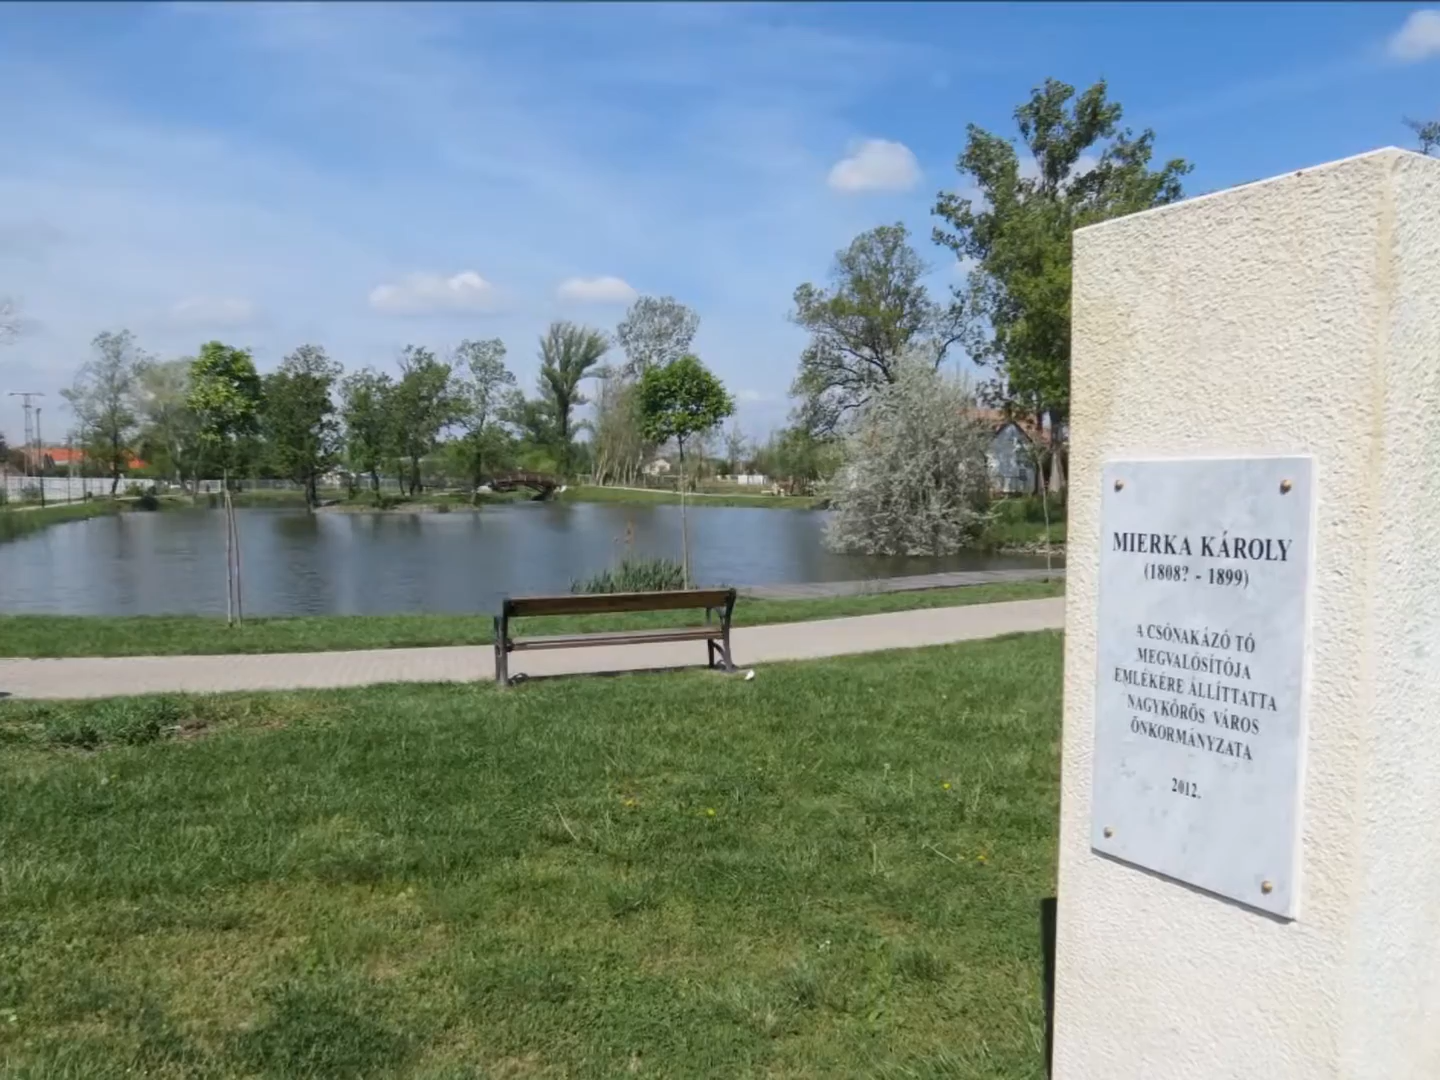 MIERKA KÁROLY
(1808? - 1899)
A CSÓNAKÁZÓ TÓ
MEGVALÓSÍTÓJA
EMLÉKÉRE ÁLLÍTTATTA
NAGYKŐRÖS VÁROS
ÖNKORMÁNYZATA
2012.